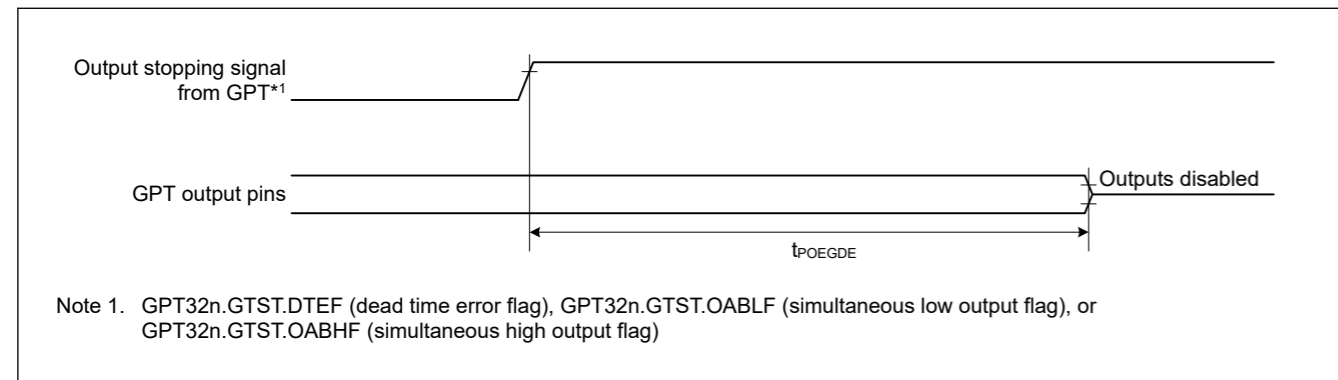 Output stopping signal
from GPT*1
GPT output pins
Outputs disabled
tPOEGDE
Note 1. GPT32n.GTST.DTEF (dead time error flag), GPT32n.GTST.OABLF (simultaneous low output flag), or
GPT32n.GTST.OABHF (simultaneous high output flag)